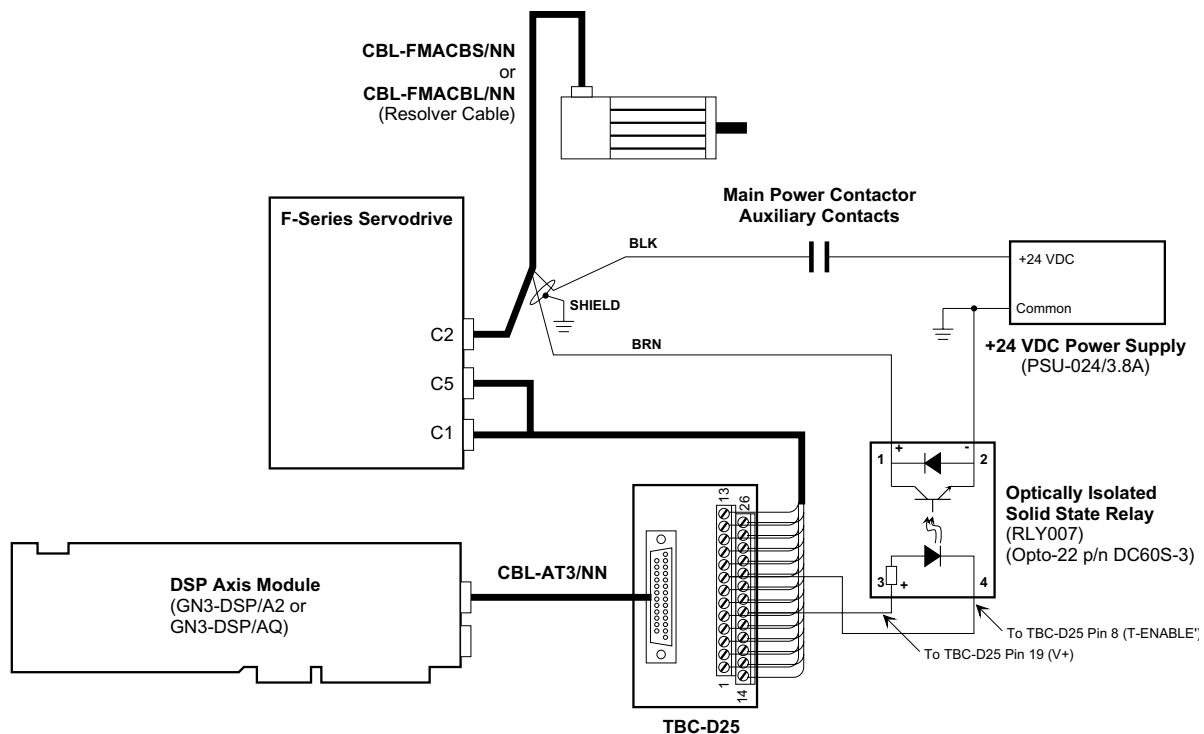 CBL-FMACBS/NN
or
CBL-FMACBL/NN
(Resolver Cable)
F-Series Servodrive
C2
C5
C1
Main Power Contactor
Auxiliary Contacts
BLK
SHIELD
BRN
+24 VDC
Common
+24 VDC Power Supply
(PSU-024/3.8A)
1
+
-
2
3
+
4
Optically Isolated
Solid State Relay
(RLY007)
(Opto-22 p/n DC60S-3)
To TBC-D25 Pin 8 (T-ENABLE')
To TBC-D25 Pin 19 (V+)
DSP Axis Module
(GN3-DSP/A2 or
GN3-DSP/AQ)
CBL-AT3/NN
13
26
1
14
TBC-D25